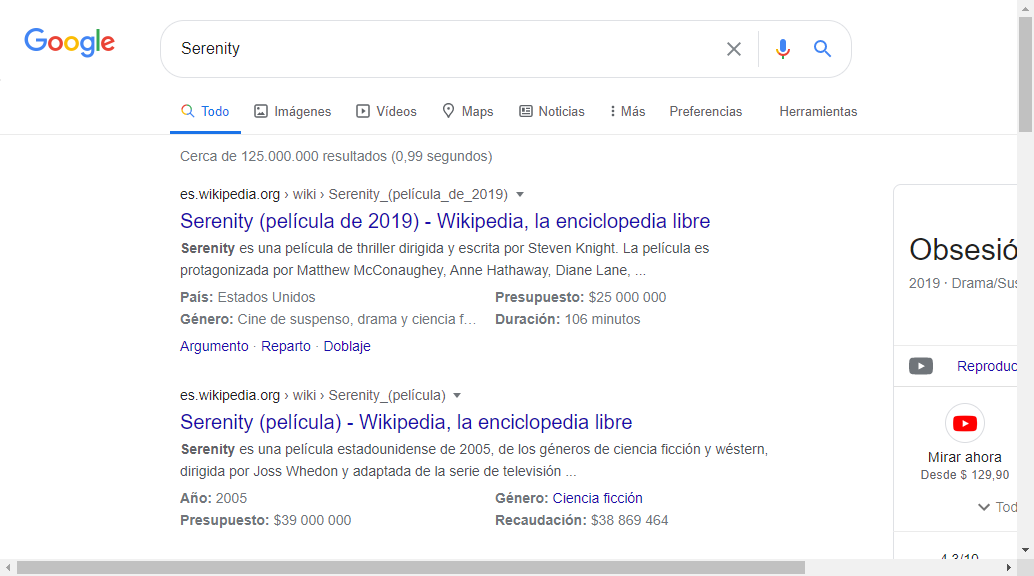 Google
Serenity
Todo
Imágenes
Vídeos
Maps
Noticias
Más
Preferencias
Herramientas
Cerca de 125.000.000 resultados (0,99 segundos)
es.wikipedia.org › wiki › Serenity_(película_de_2019)
Serenity (película de 2019) - Wikipedia, la enciclopedia libre
Serenity es una película de thriller dirigida y escrita por Steven Knight. La película es
protagonizada por Matthew McConaughey, Anne Hathaway, Diane Lane, ...
País: Estados Unidos
Presupuesto: $25 000 000
Género: Cine de suspenso, drama y ciencia f…
Duración: 106 minutos
Argumento · Reparto · Doblaje
es.wikipedia.org › wiki › Serenity_(película)
Serenity (película) - Wikipedia, la enciclopedia libre
Serenity es una película estadounidense de 2005, de los géneros de ciencia ficción y wéstern,
dirigida por Joss Whedon y adaptada de la serie de televisión ...
Año: 2005
Género: Ciencia ficción
Presupuesto: $39 000 000
Recaudación: $38 869 464
Obsesió
2019 · Drama/Sus
Reproduc
Mirar ahora
Desde $ 129,90
Tod
4,3/10